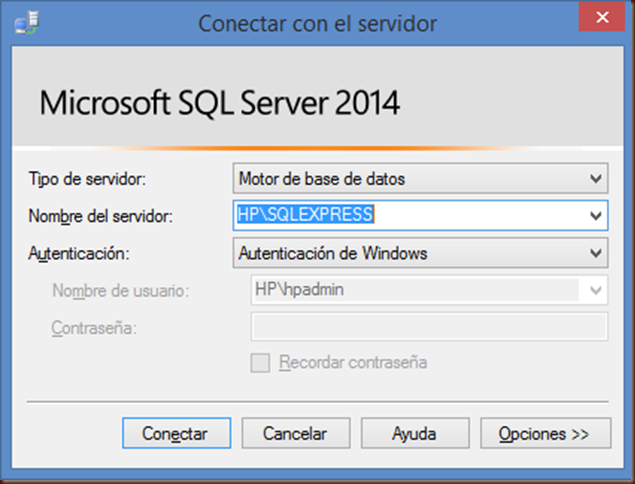 Conectar con el servidor
Microsoft SQL Server 2014
Tipo de servidor: Motor de base de datos
Nombre del servidor: HP\SQLEXPRESS
Autenticación: Autenticación de Windows
Nombre de usuario: HP\hpadmin
Contraseña:
Recordar contraseña
Conectar Cancelar Ayuda Opciones >>